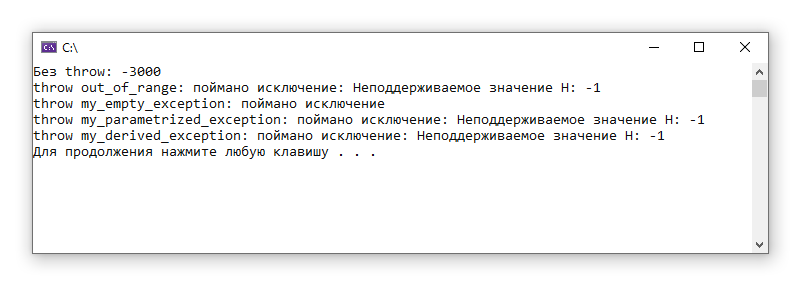 C:\
Без throw: -3000
throw out_of_range: поймано исключение: Неподдерживаемое значение H: -1
throw my_empty_exception: поймано исключение
throw my_parametrized_exception: поймано исключение: Неподдерживаемое значение H: -1
throw my_derived_exception: поймано исключение: Неподдерживаемое значение H: -1
Для продолжения нажмите любую клавишу . . .